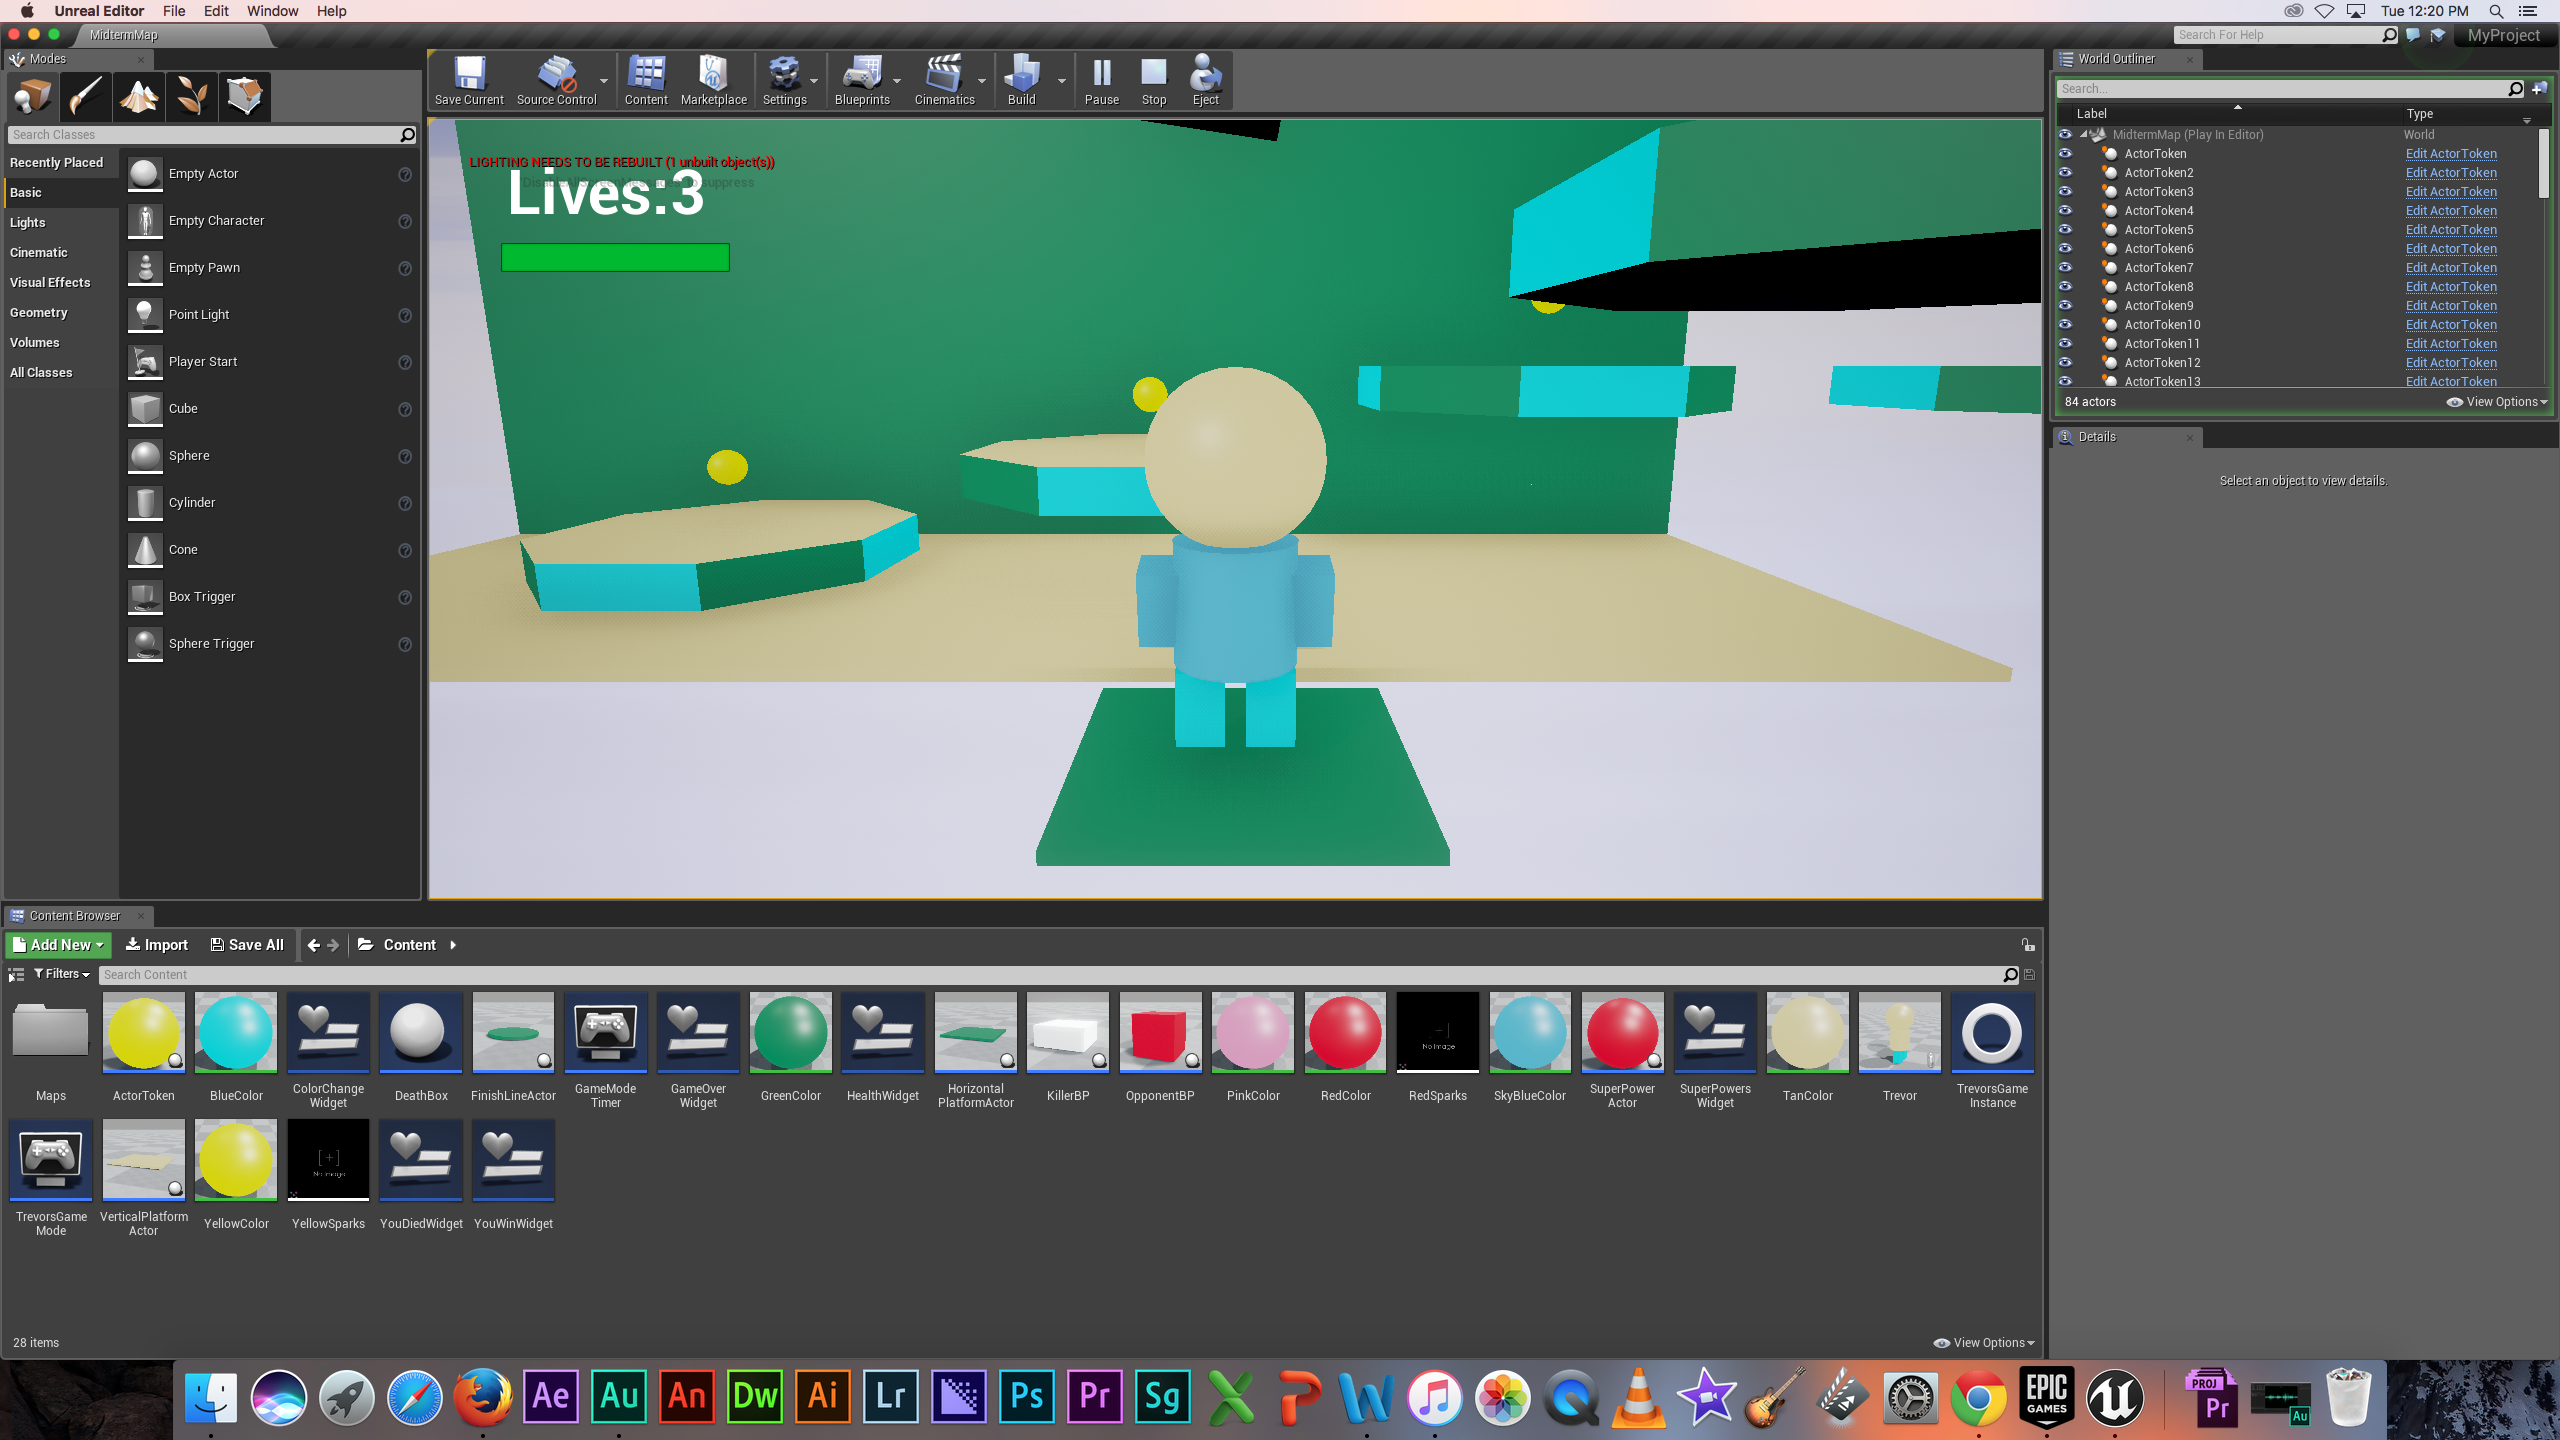 Unreal Editor File Edit Window Help
Tue 12:20 PM
MidtermMap
Search For Help
MyProject
Modes
Search Classes
Recently Placed
Basic
Lights
Cinematic
Visual Effects
Geometry
Volumes
All Classes
Empty Actor
Empty Character
Empty Pawn
Point Light
Player Start
Cube
Sphere
Cylinder
Cone
Box Trigger
Sphere Trigger
Save Current Source Control Content Marketplace Settings Blueprints Cinematics Build Pause Stop Eject
LIGHTING NEEDS TO BE REBUILT (1 unbuilt object(s))
'DisableAllScreenMessages' to suppress
Lives:3
World Outliner
Search...
Label Type
MidtermMap (Play In Editor) World
ActorToken Edit ActorToken
ActorToken2 Edit ActorToken
ActorToken3 Edit ActorToken
ActorToken4 Edit ActorToken
ActorToken5 Edit ActorToken
ActorToken6 Edit ActorToken
ActorToken7 Edit ActorToken
ActorToken8 Edit ActorToken
ActorToken9 Edit ActorToken
ActorToken10 Edit ActorToken
ActorToken11 Edit ActorToken
ActorToken12 Edit ActorToken
ActorToken13 Edit ActorToken
84 actors View Options
Details
Select an object to view details.
Content Browser
Add New Import Save All Content
Filters Search Content
No Image
Maps ActorToken BlueColor ColorChange Widget DeathBox FinishLineActor GameMode Timer GameOver Widget GreenColor HealthWidget Horizontal PlatformActor KillerBP OpponentBP PinkColor RedColor RedSparks SkyBlueColor SuperPower Actor SuperPowers Widget TanColor Trevor TrevorsGame Instance
[+]
No Image
TrevorsGame Mode VerticalPlatform Actor YellowColor YellowSparks YouDiedWidget YouWinWidget
28 items View Options
Ae Au An Dw Ai Lr Ps Pr Sg
EPIC GAMES
PROJ
Pr
Au